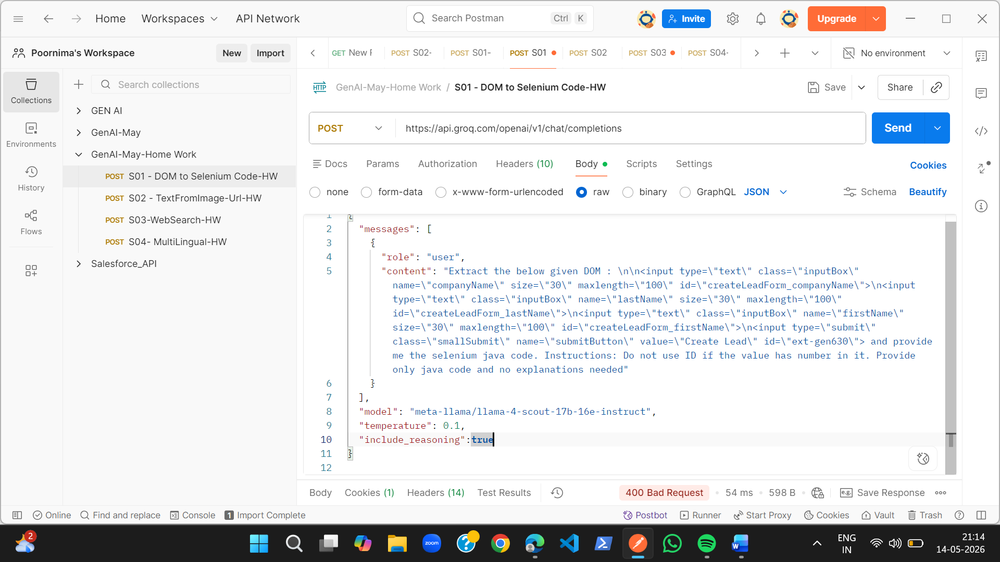 Home
Workspaces
API Network
Search Postman
Ctrl K
Invite
Upgrade
Poornima's Workspace
New
Import
GET New F
POST S02-
POST S01-
POST S01
POST S02
POST S03
POST S04-
No environment
Collections
Search collections
GEN AI
GenAI-May
GenAI-May-Home Work
POST S01 - DOM to Selenium Code-HW
POST S02 - TextFromImage-Url-HW
POST S03-WebSearch-HW
POST S04- MultiLingual-HW
Salesforce_API
Environments
History
Flows
HTTP GenAI-May-Home Work / S01 - DOM to Selenium Code-HW
Save
Share
POST
https://api.groq.com/openai/v1/chat/completions
Send
Docs Params Authorization Headers (10) Body Scripts Settings
Cookies
none form-data x-www-form-urlencoded raw binary GraphQL JSON
Schema Beautify
1 {
2 "messages": [
3 {
4 "role": "user",
5 "content": "Extract the below given DOM : \n\n<input type=\"text\" class=\"inputBox\"
name=\"companyName\" size=\"30\" maxlength=\"100\" id=\"createLeadForm_companyName\">\n<input
type=\"text\" class=\"inputBox\" name=\"lastName\" size=\"30\" maxlength=\"100\"
id=\"createLeadForm_lastName\">\n<input type=\"text\" class=\"inputBox\" name=\"firstName\"
size=\"30\" maxlength=\"100\" id=\"createLeadForm_firstName\">\n<input type=\"submit\"
class=\"smallSubmit\" name=\"submitButton\" value=\"Create Lead\" id=\"ext-gen630\"> and provide
me the selenium java code. Instructions: Do not use ID if the value has number in it. Provide
only java code and no explanations needed"
6 }
7 ],
8 "model": "meta-llama/llama-4-scout-17b-16e-instruct",
9 "temperature": 0.1,
10 "include_reasoning":true
11 }
12
Body Cookies (1) Headers (14) Test Results
400 Bad Request 54 ms 598 B
e.g. Save Response
Online Find and replace Console 1 Import Complete
Postbot Runner Start Proxy Cookies Vault Trash
2
zoom
ENG
IN
21:14
14-05-2026